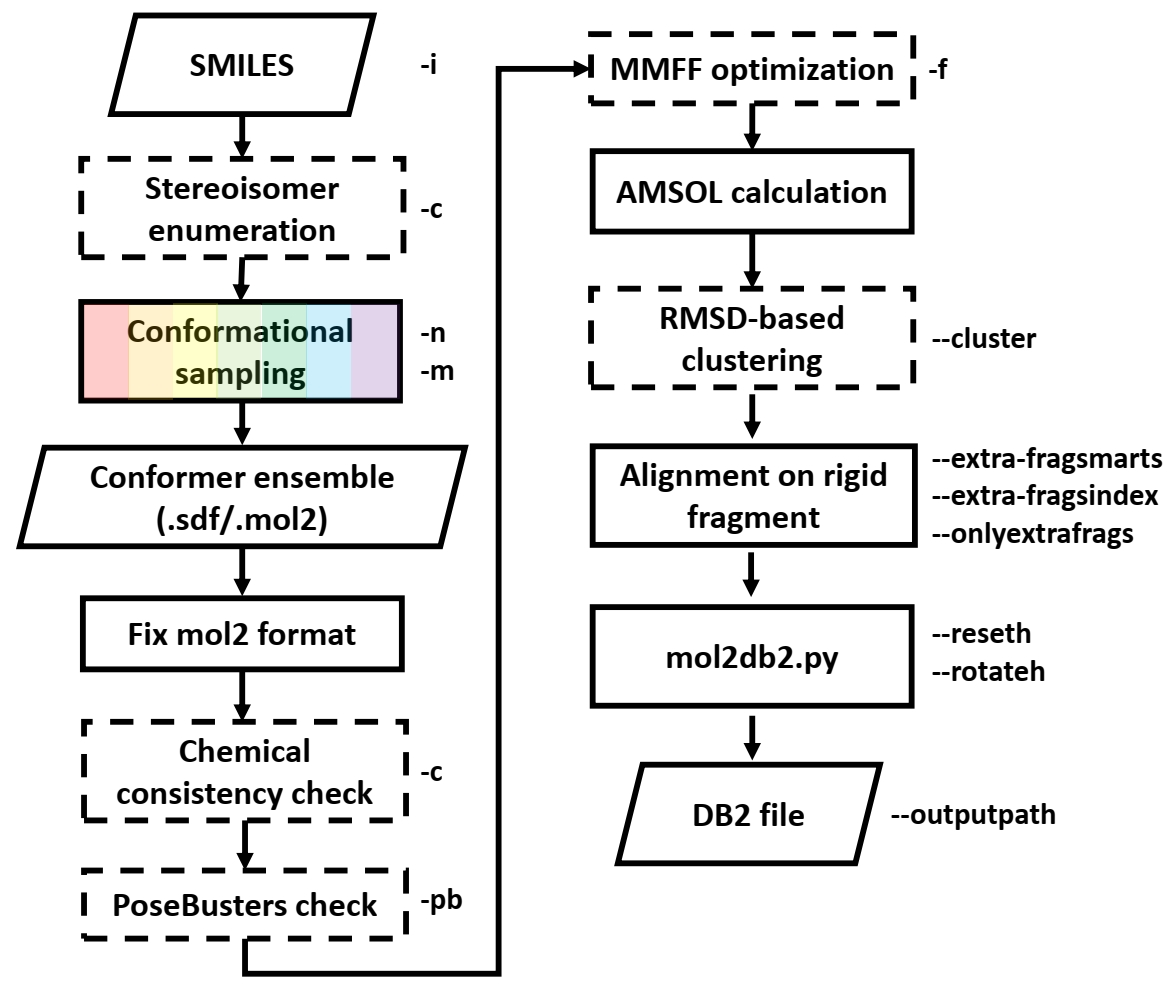 SMILES
-i
Stereoisomer
enumeration
-c
Conformational
sampling
-n
-m
Conformer ensemble
(.sdf/.mol2)
Fix mol2 format
Chemical
consistency check
-c
PoseBusters check
-pb
MMFF optimization
-f
AMSOL calculation
RMSD-based
clustering
--cluster
Alignment on rigid
fragment
--extra-fragsmarts
--extra-fragsindex
--onlyextrafrags
mol2db2.py
--reseth
--rotateh
DB2 file
--outputpath